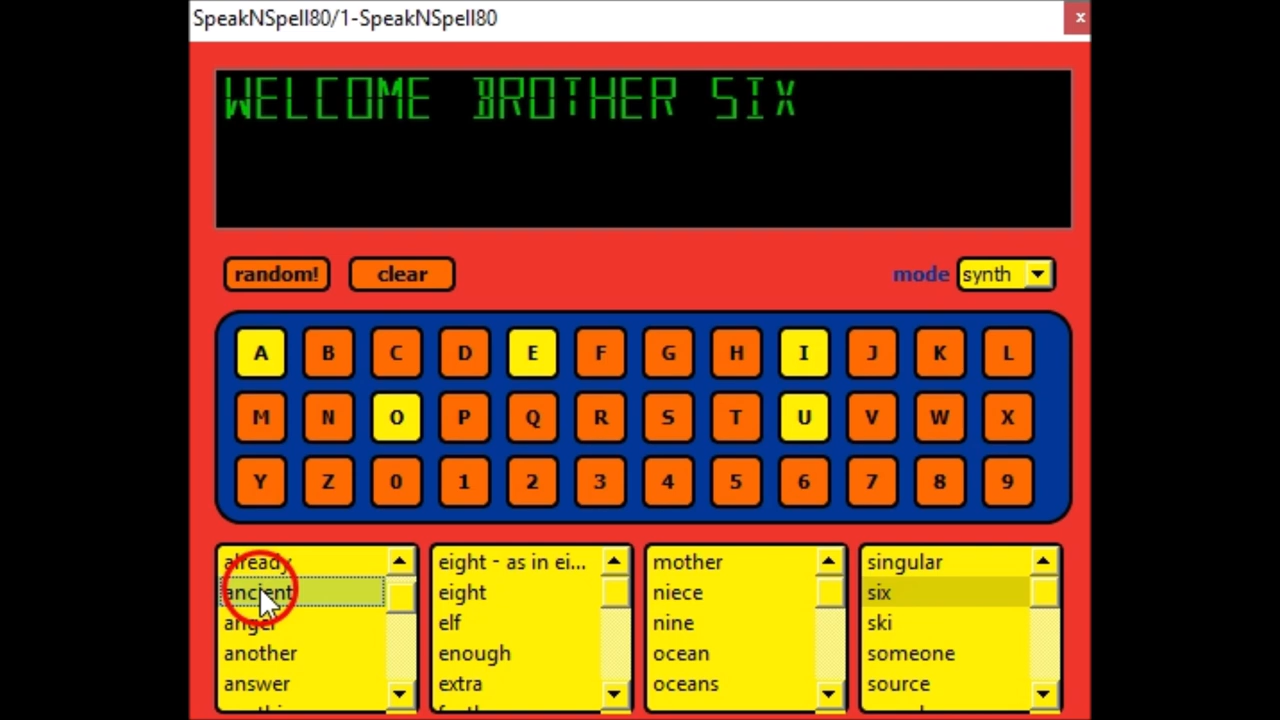 SpeakNSpell80/1-SpeakNSpell80
x
WELCOME BROTHER SIX
random! clear mode synth
A B C D E F G H I J K L
M N O P Q R S T U V W X
Y Z 0 1 2 3 4 5 6 7 8 9
already eight - as in ei... mother singular
ancient eight niece six
anger elf nine ski
another enough ocean someone
answer extra oceans source